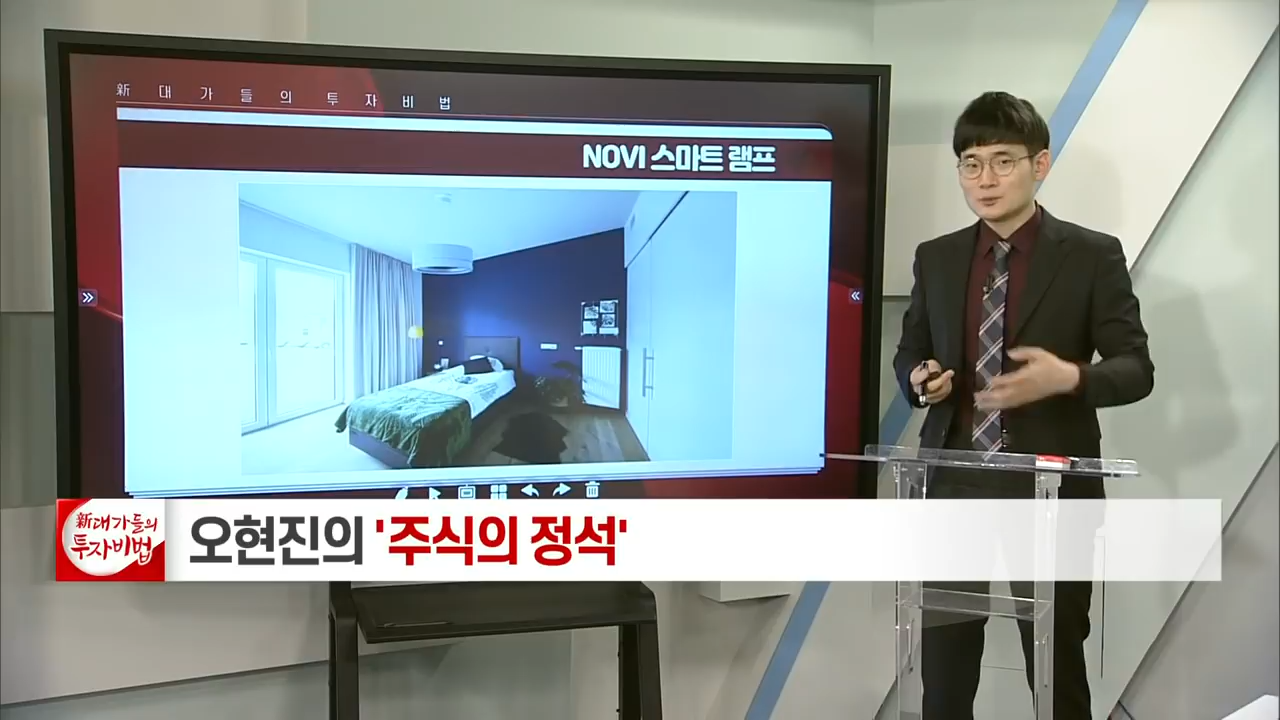 新 대 가 들 의 투 자 비 법
NOVI 스마트 램프
新대가들의
투자비법
오현진의 '주식의 정석'